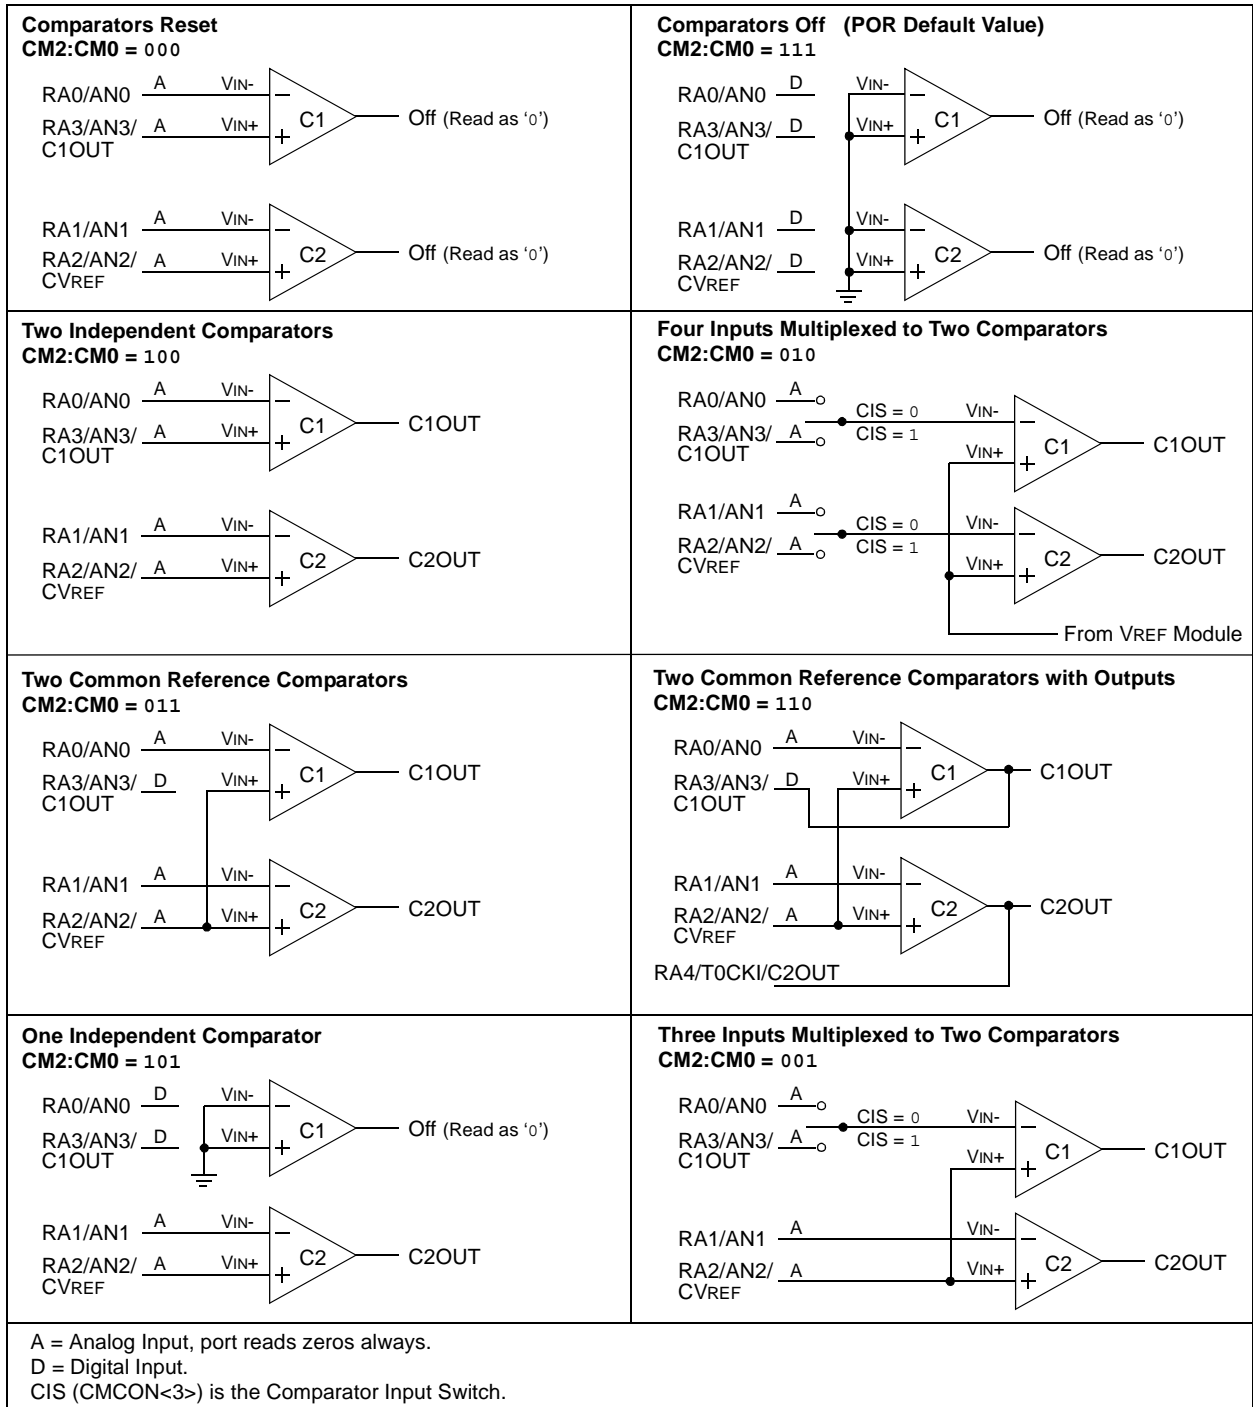 Comparators Reset
CM2:CM0 = 000
RA0/AN0 A VIN-
RA3/AN3/ A VIN+
C1OUT
C1
Off (Read as ‘0’)
RA1/AN1 A VIN-
RA2/AN2/ A VIN+
CVREF
C2
Off (Read as ‘0’)
Comparators Off (POR Default Value)
CM2:CM0 = 111
RA0/AN0 D VIN-
RA3/AN3/ D VIN+
C1OUT
C1
Off (Read as ‘0’)
RA1/AN1 D VIN-
RA2/AN2/ D VIN+
CVREF
C2
Off (Read as ‘0’)
Two Independent Comparators
CM2:CM0 = 100
RA0/AN0 A VIN-
RA3/AN3/ A VIN+
C1OUT
C1
C1OUT
RA1/AN1 A VIN-
RA2/AN2/ A VIN+
CVREF
C2
C2OUT
Four Inputs Multiplexed to Two Comparators
CM2:CM0 = 010
RA0/AN0 A
CIS = 0 VIN-
RA3/AN3/ A CIS = 1
C1OUT
VIN+
C1
C1OUT
RA1/AN1 A
CIS = 0 VIN-
RA2/AN2/ A CIS = 1
CVREF
VIN+
C2
C2OUT
From VREF Module
Two Common Reference Comparators
CM2:CM0 = 011
RA0/AN0 A VIN-
RA3/AN3/ D VIN+
C1OUT
C1
C1OUT
RA1/AN1 A VIN-
RA2/AN2/ A VIN+
CVREF
C2
C2OUT
Two Common Reference Comparators with Outputs
CM2:CM0 = 110
RA0/AN0 A VIN-
RA3/AN3/ D VIN+
C1OUT
C1
C1OUT
RA1/AN1 A VIN-
RA2/AN2/ A VIN+
CVREF
C2
C2OUT
RA4/T0CKI/C2OUT
One Independent Comparator
CM2:CM0 = 101
RA0/AN0 D VIN-
RA3/AN3/ D VIN+
C1OUT
C1
Off (Read as ‘0’)
RA1/AN1 A VIN-
RA2/AN2/ A VIN+
CVREF
C2
C2OUT
Three Inputs Multiplexed to Two Comparators
CM2:CM0 = 001
RA0/AN0 A
CIS = 0 VIN-
RA3/AN3/ A CIS = 1
C1OUT
VIN+
C1
C1OUT
RA1/AN1 A VIN-
RA2/AN2/ A VIN+
CVREF
C2
C2OUT
A = Analog Input, port reads zeros always.
D = Digital Input.
CIS (CMCON<3>) is the Comparator Input Switch.